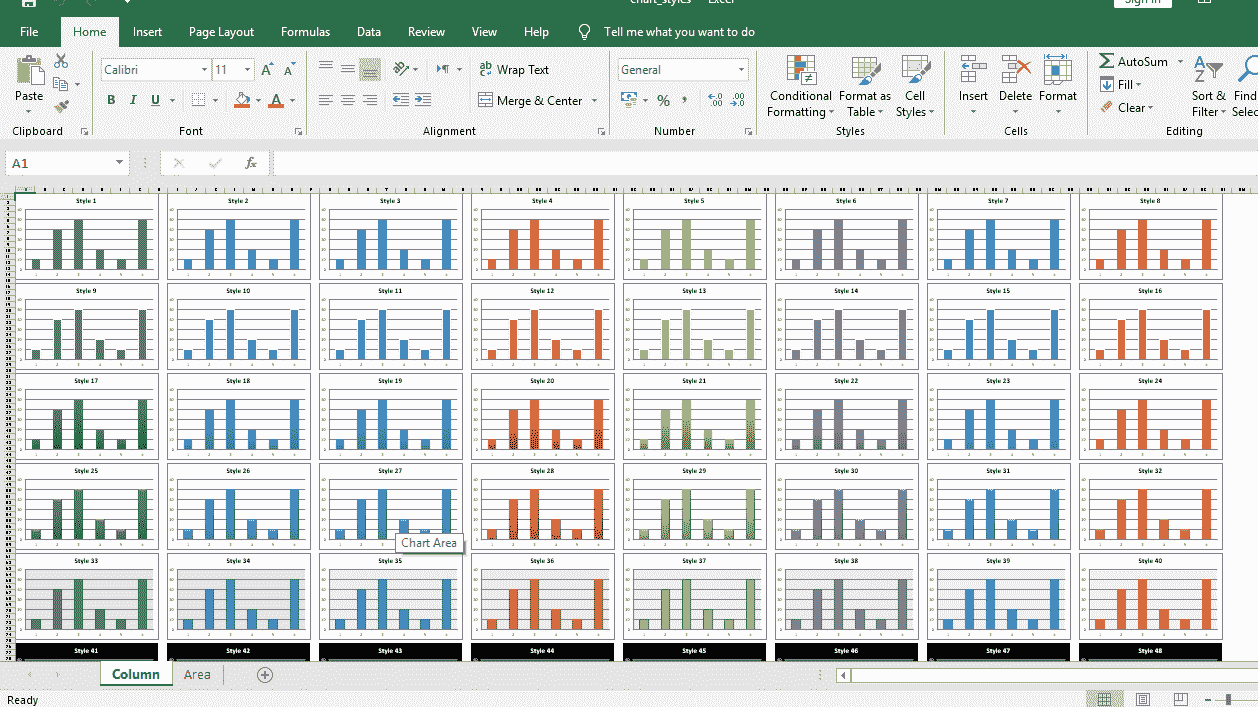 chart_styles - Excel
Sign in
File Home Insert Page Layout Formulas Data Review View Help Tell me what you want to do
Calibri 11 ab Wrap Text General AutoSum
Paste B I U Merge & Center % Conditional Formatting Format as Table Cell Styles Insert Delete Format Fill Sort & Filter Find
Clear
Clipboard Font Alignment Number Styles Cells Editing
A1 fx
Style 1 Style 2 Style 3 Style 4 Style 5 Style 6 Style 7 Style 8
Style 9 Style 10 Style 11 Style 12 Style 13 Style 14 Style 15 Style 16
Style 17 Style 18 Style 19 Style 20 Style 21 Style 22 Style 23 Style 24
Style 25 Style 26 Style 27 Style 28 Style 29 Style 30 Style 31 Style 32
Chart Area
Style 33 Style 34 Style 35 Style 36 Style 37 Style 38 Style 39 Style 40
Style 41 Style 42 Style 43 Style 44 Style 45 Style 46 Style 47 Style 48
Column Area
Ready